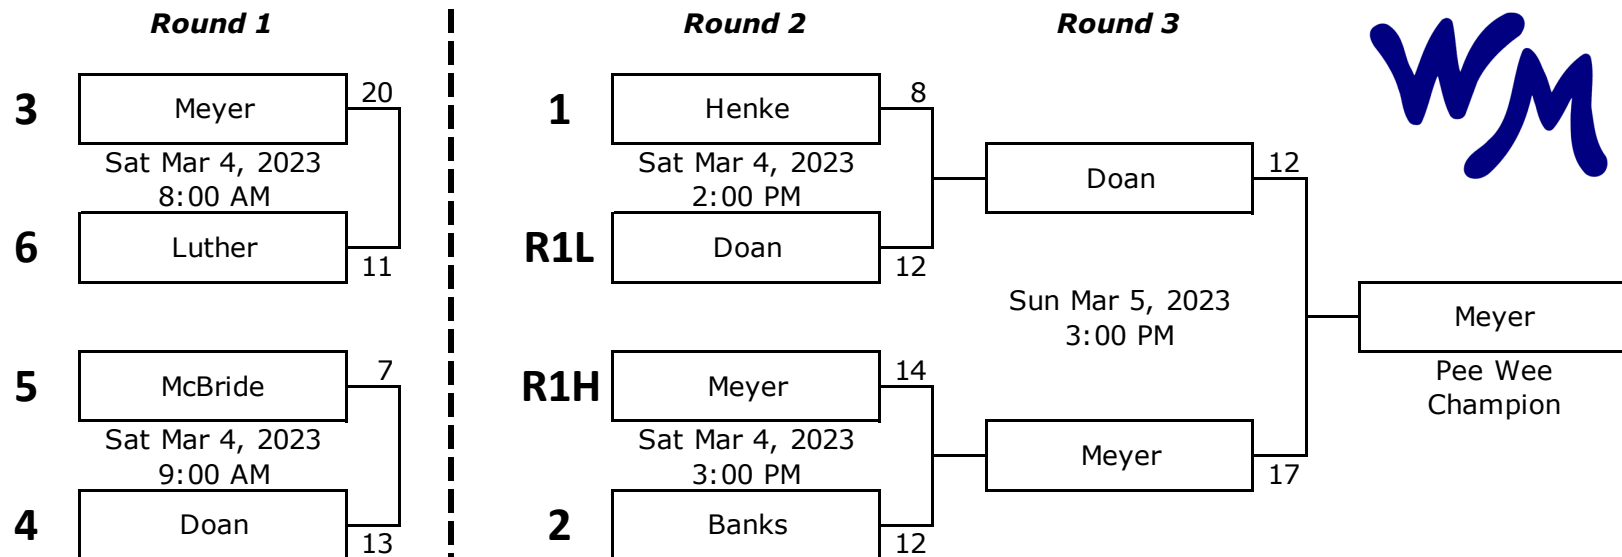 Round 1
Round 2
Round 3
WM
3
Meyer
20
Sat Mar 4, 2023
8:00 AM
6
Luther
11
5
McBride
7
Sat Mar 4, 2023
9:00 AM
4
Doan
13
1
Henke
8
Sat Mar 4, 2023
2:00 PM
R1L
Doan
12
R1H
Meyer
14
Sat Mar 4, 2023
3:00 PM
2
Banks
12
Doan
12
Sun Mar 5, 2023
3:00 PM
Meyer
17
Meyer
Pee Wee
Champion